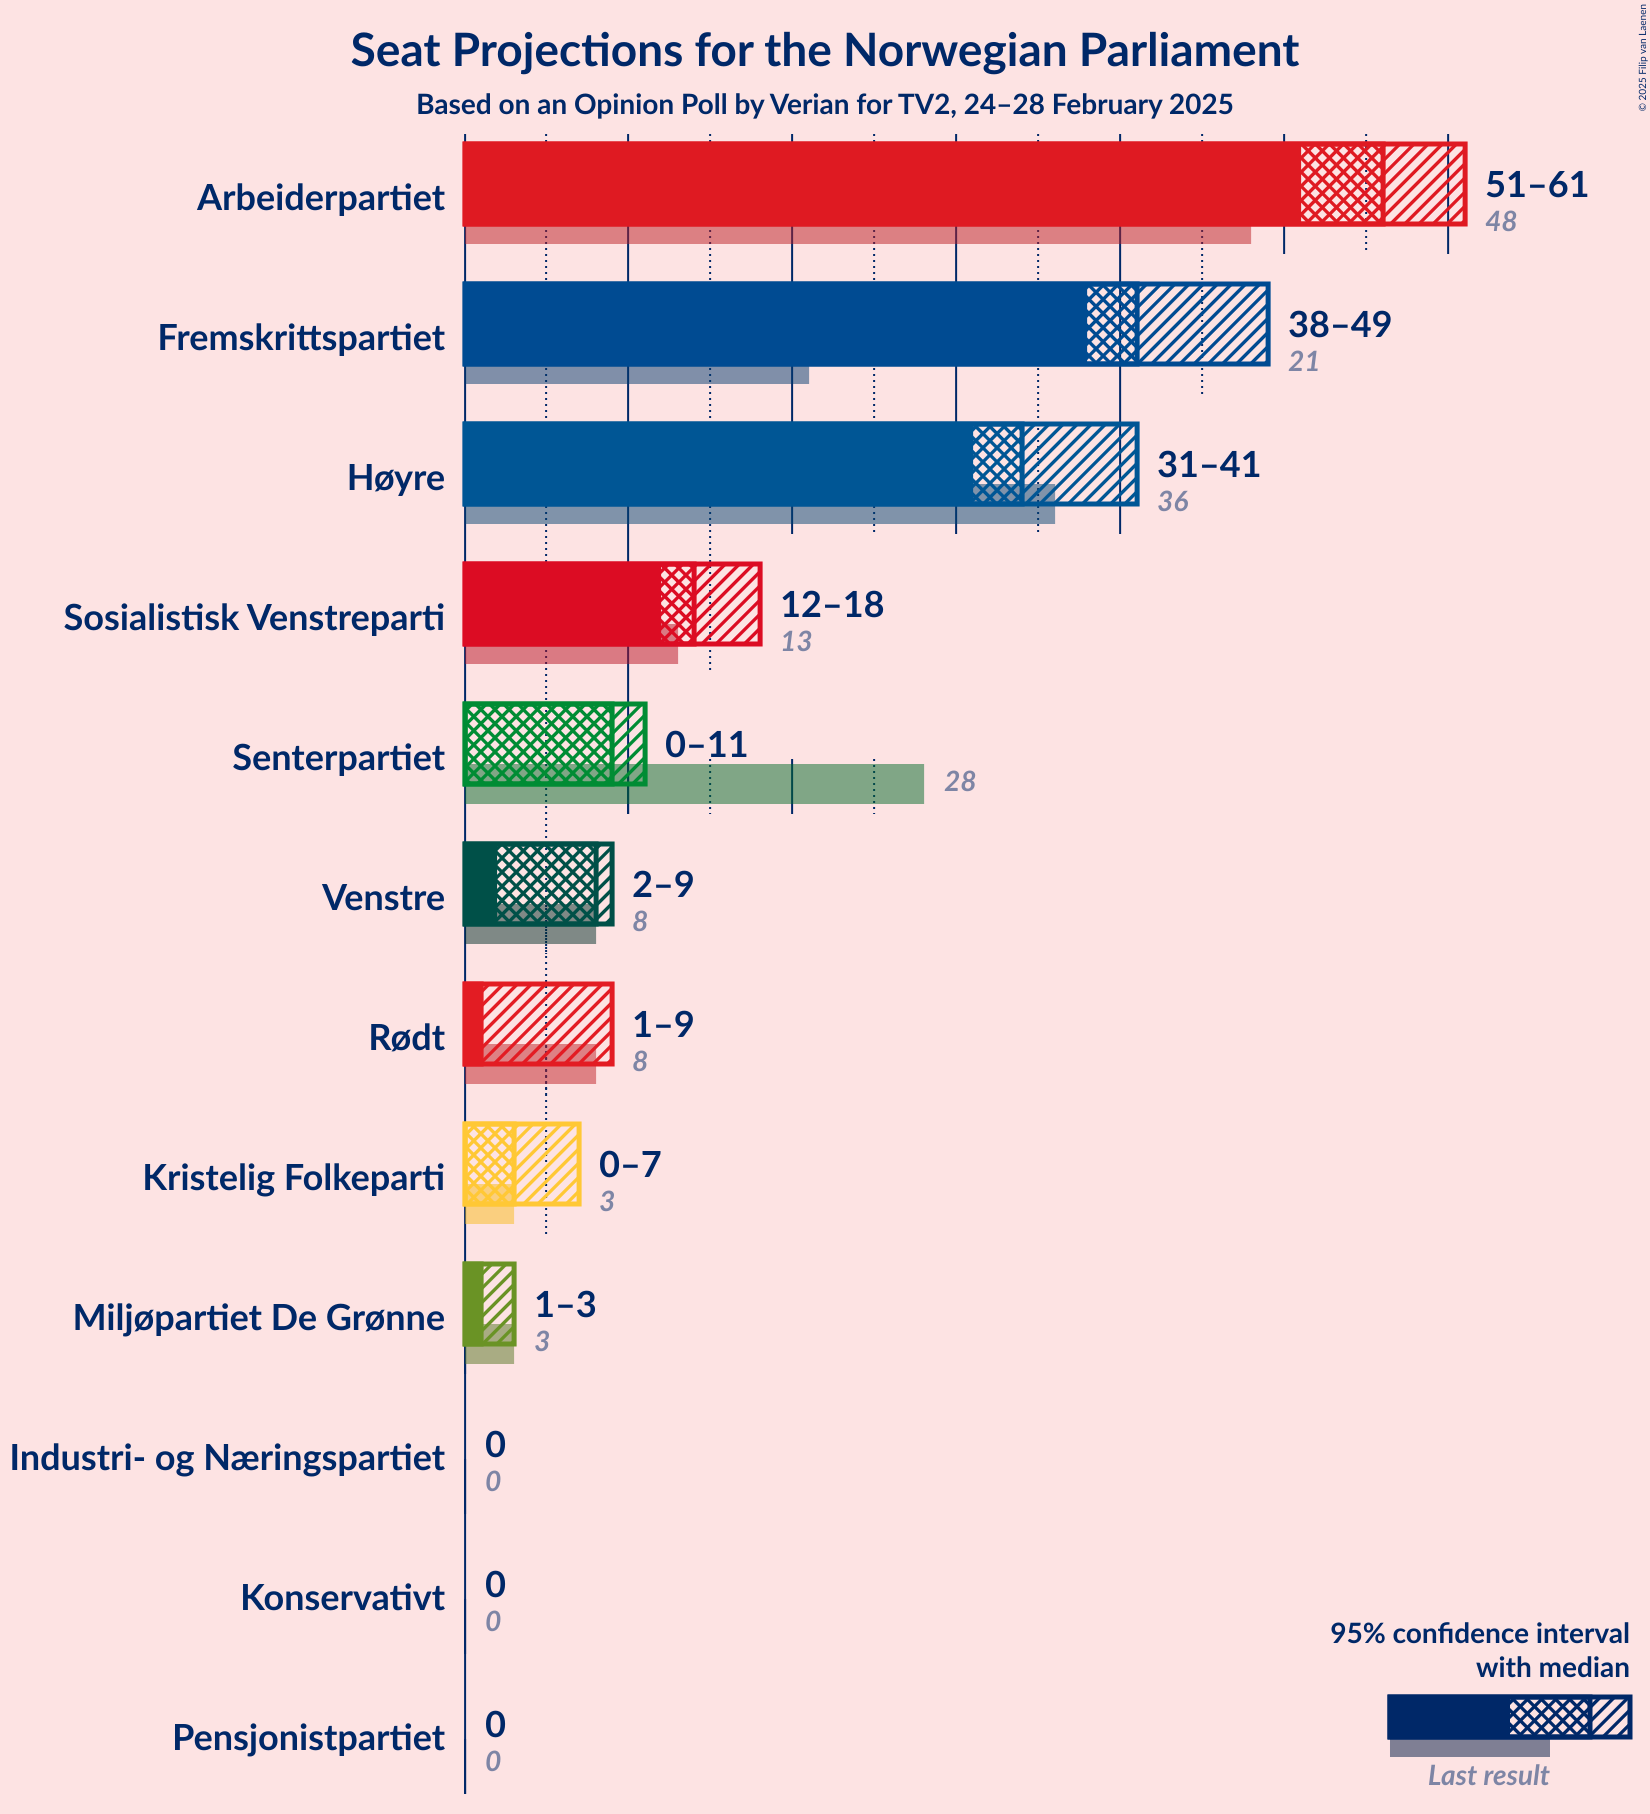 © 2025 Filip van Laenen
Seat Projections for the Norwegian Parliament
Based on an Opinion Poll by Verian for TV2, 24–28 February 2025
Arbeiderpartiet
51–61
48
Fremskrittspartiet
38–49
21
Høyre
31–41
36
Sosialistisk Venstreparti
12–18
13
Senterpartiet
0–11
28
Venstre
2–9
8
Rødt
1–9
8
Kristelig Folkeparti
0–7
3
Miljøpartiet De Grønne
1–3
3
Industri- og Næringspartiet
0
0
Konservativt
0
0
Pensjonistpartiet
0
0
95% confidence interval
with median
Last result